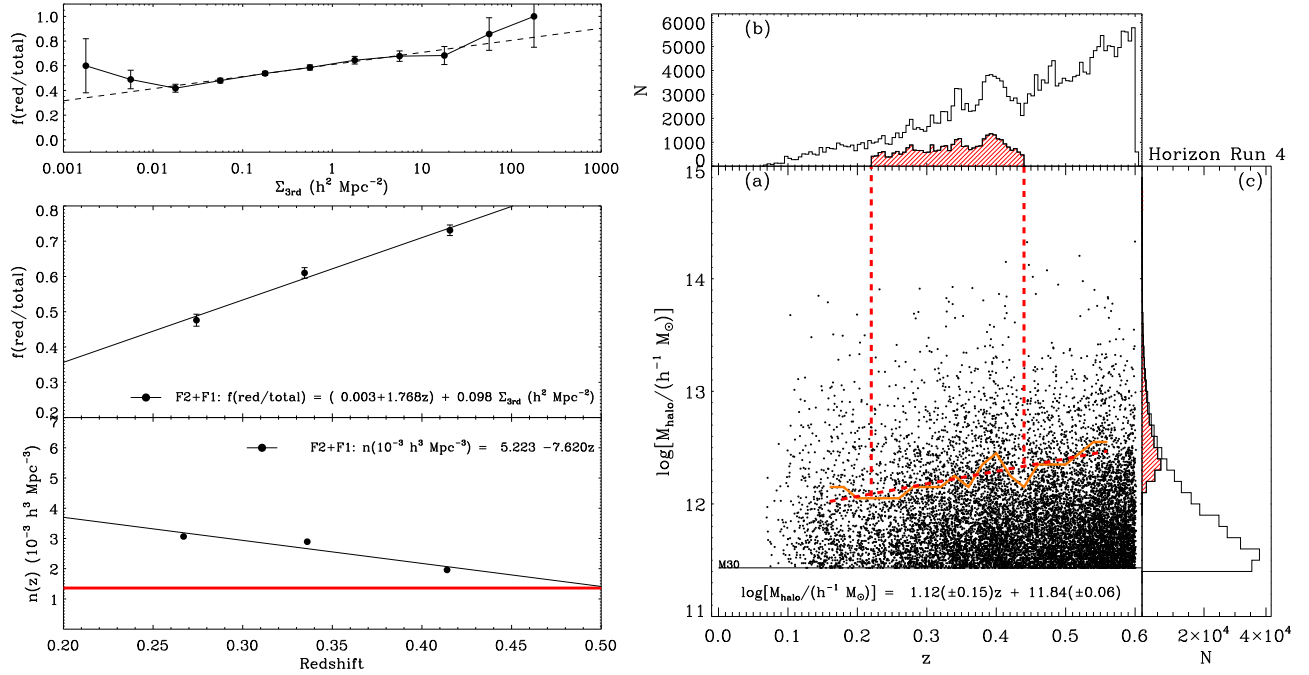 1.0
0.8
0.6
0.4
0.2
0.0
f(red/total)
0.001 0.01 0.1 1 10 100 1000
Σ3rd (h² Mpc⁻²)
0.8
0.7
0.6
0.5
0.4
0.3
0.2
f(red/total)
F2+F1: f(red/total) = ( 0.003+1.768z) + 0.098 Σ3rd (h² Mpc⁻²)
7
6
5
4
3
2
1
n(z) (10⁻³ h³ Mpc⁻³)
F2+F1: n(10⁻³ h³ Mpc⁻³) = 5.223 −7.620z
0.20 0.25 0.30 0.35 0.40 0.45 0.50
Redshift
(b)
6000
5000
4000
3000
2000
1000
0
N
Horizon Run 4
(a)
15
14
13
12
11
log[Mhalo/(h⁻¹ M⊙)]
M30
log[Mhalo/(h⁻¹ M⊙)] = 1.12(±0.15)z + 11.84(±0.06)
0.0 0.1 0.2 0.3 0.4 0.5 0.6
z
(c)
2×10⁴ 4×10⁴
N